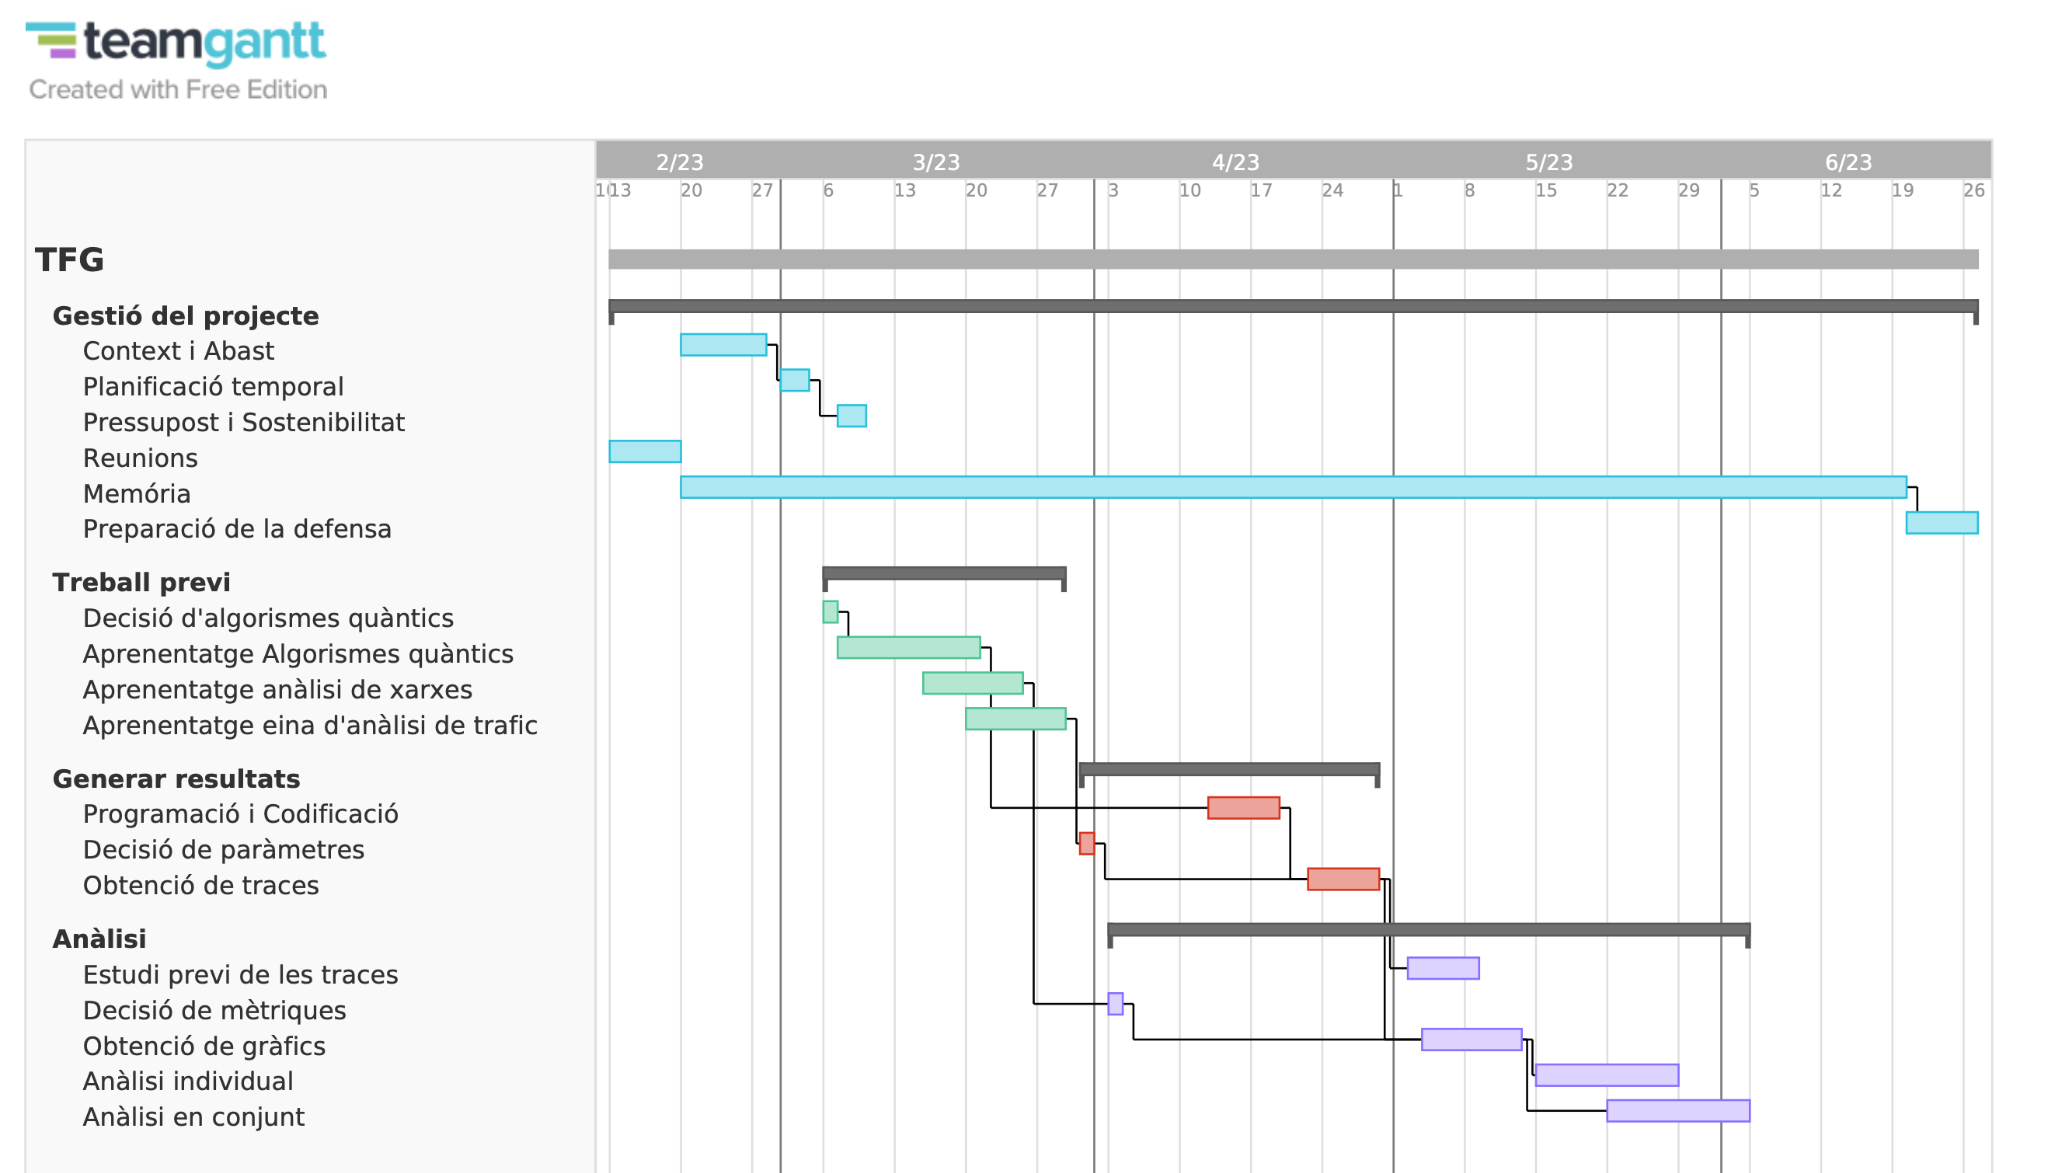 teamgantt
Created with Free Edition
2/23 3/23 4/23 5/23 6/23
10 13 20 27 6 13 20 27 3 10 17 24 1 8 15 22 29 5 12 19 26
TFG
Gestió del projecte
Context i Abast
Planificació temporal
Pressupost i Sostenibilitat
Reunions
Memória
Preparació de la defensa
Treball previ
Decisió d'algorismes quàntics
Aprenentatge Algorismes quàntics
Aprenentatge anàlisi de xarxes
Aprenentatge eina d'anàlisi de trafic
Generar resultats
Programació i Codificació
Decisió de paràmetres
Obtenció de traces
Anàlisi
Estudi previ de les traces
Decisió de mètriques
Obtenció de gràfics
Anàlisi individual
Anàlisi en conjunt